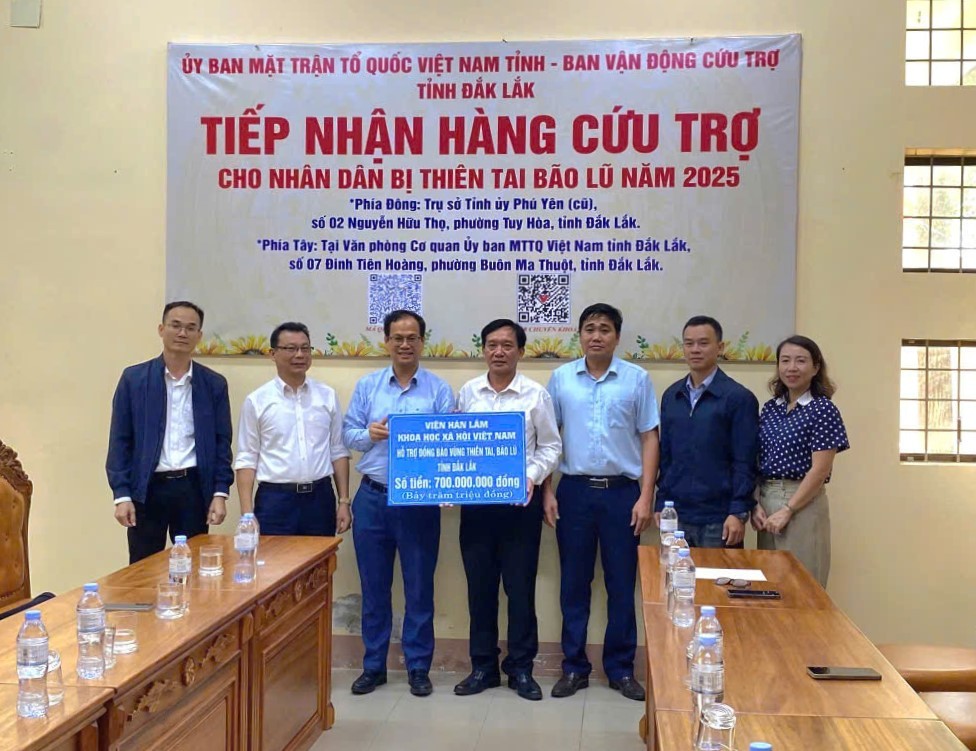 ỦY BAN MẶT TRẬN TỔ QUỐC VIỆT NAM TỈNH - BAN VẬN ĐỘNG CỨU TRỢ
TỈNH ĐẮK LẮK
TIẾP NHẬN HÀNG CỨU TRỢ
CHO NHÂN DÂN BỊ THIÊN TAI BÃO LŨ NĂM 2025
*Phía Đông: Trụ sở Tỉnh ủy Phú Yên (cũ),
số 02 Nguyễn Hữu Thọ, phường Tuy Hòa, tỉnh Đắk Lắk.
*Phía Tây: Tại Văn phòng Cơ quan Ủy ban MTTQ Việt Nam tỉnh Đắk Lắk,
số 07 Đinh Tiên Hoàng, phường Buôn Ma Thuột, tỉnh Đắk Lắk.
MÃ CHUYỂN KHOẢN
VIỆN HÀN LÂM
KHOA HỌC XÃ HỘI VIỆT NAM
HỖ TRỢ ĐỒNG BÀO VÙNG THIÊN TAI, BÃO LŨ
TỈNH ĐẮK LẮK
Số tiền: 700.000.000 đồng
(Bảy trăm triệu đồng)